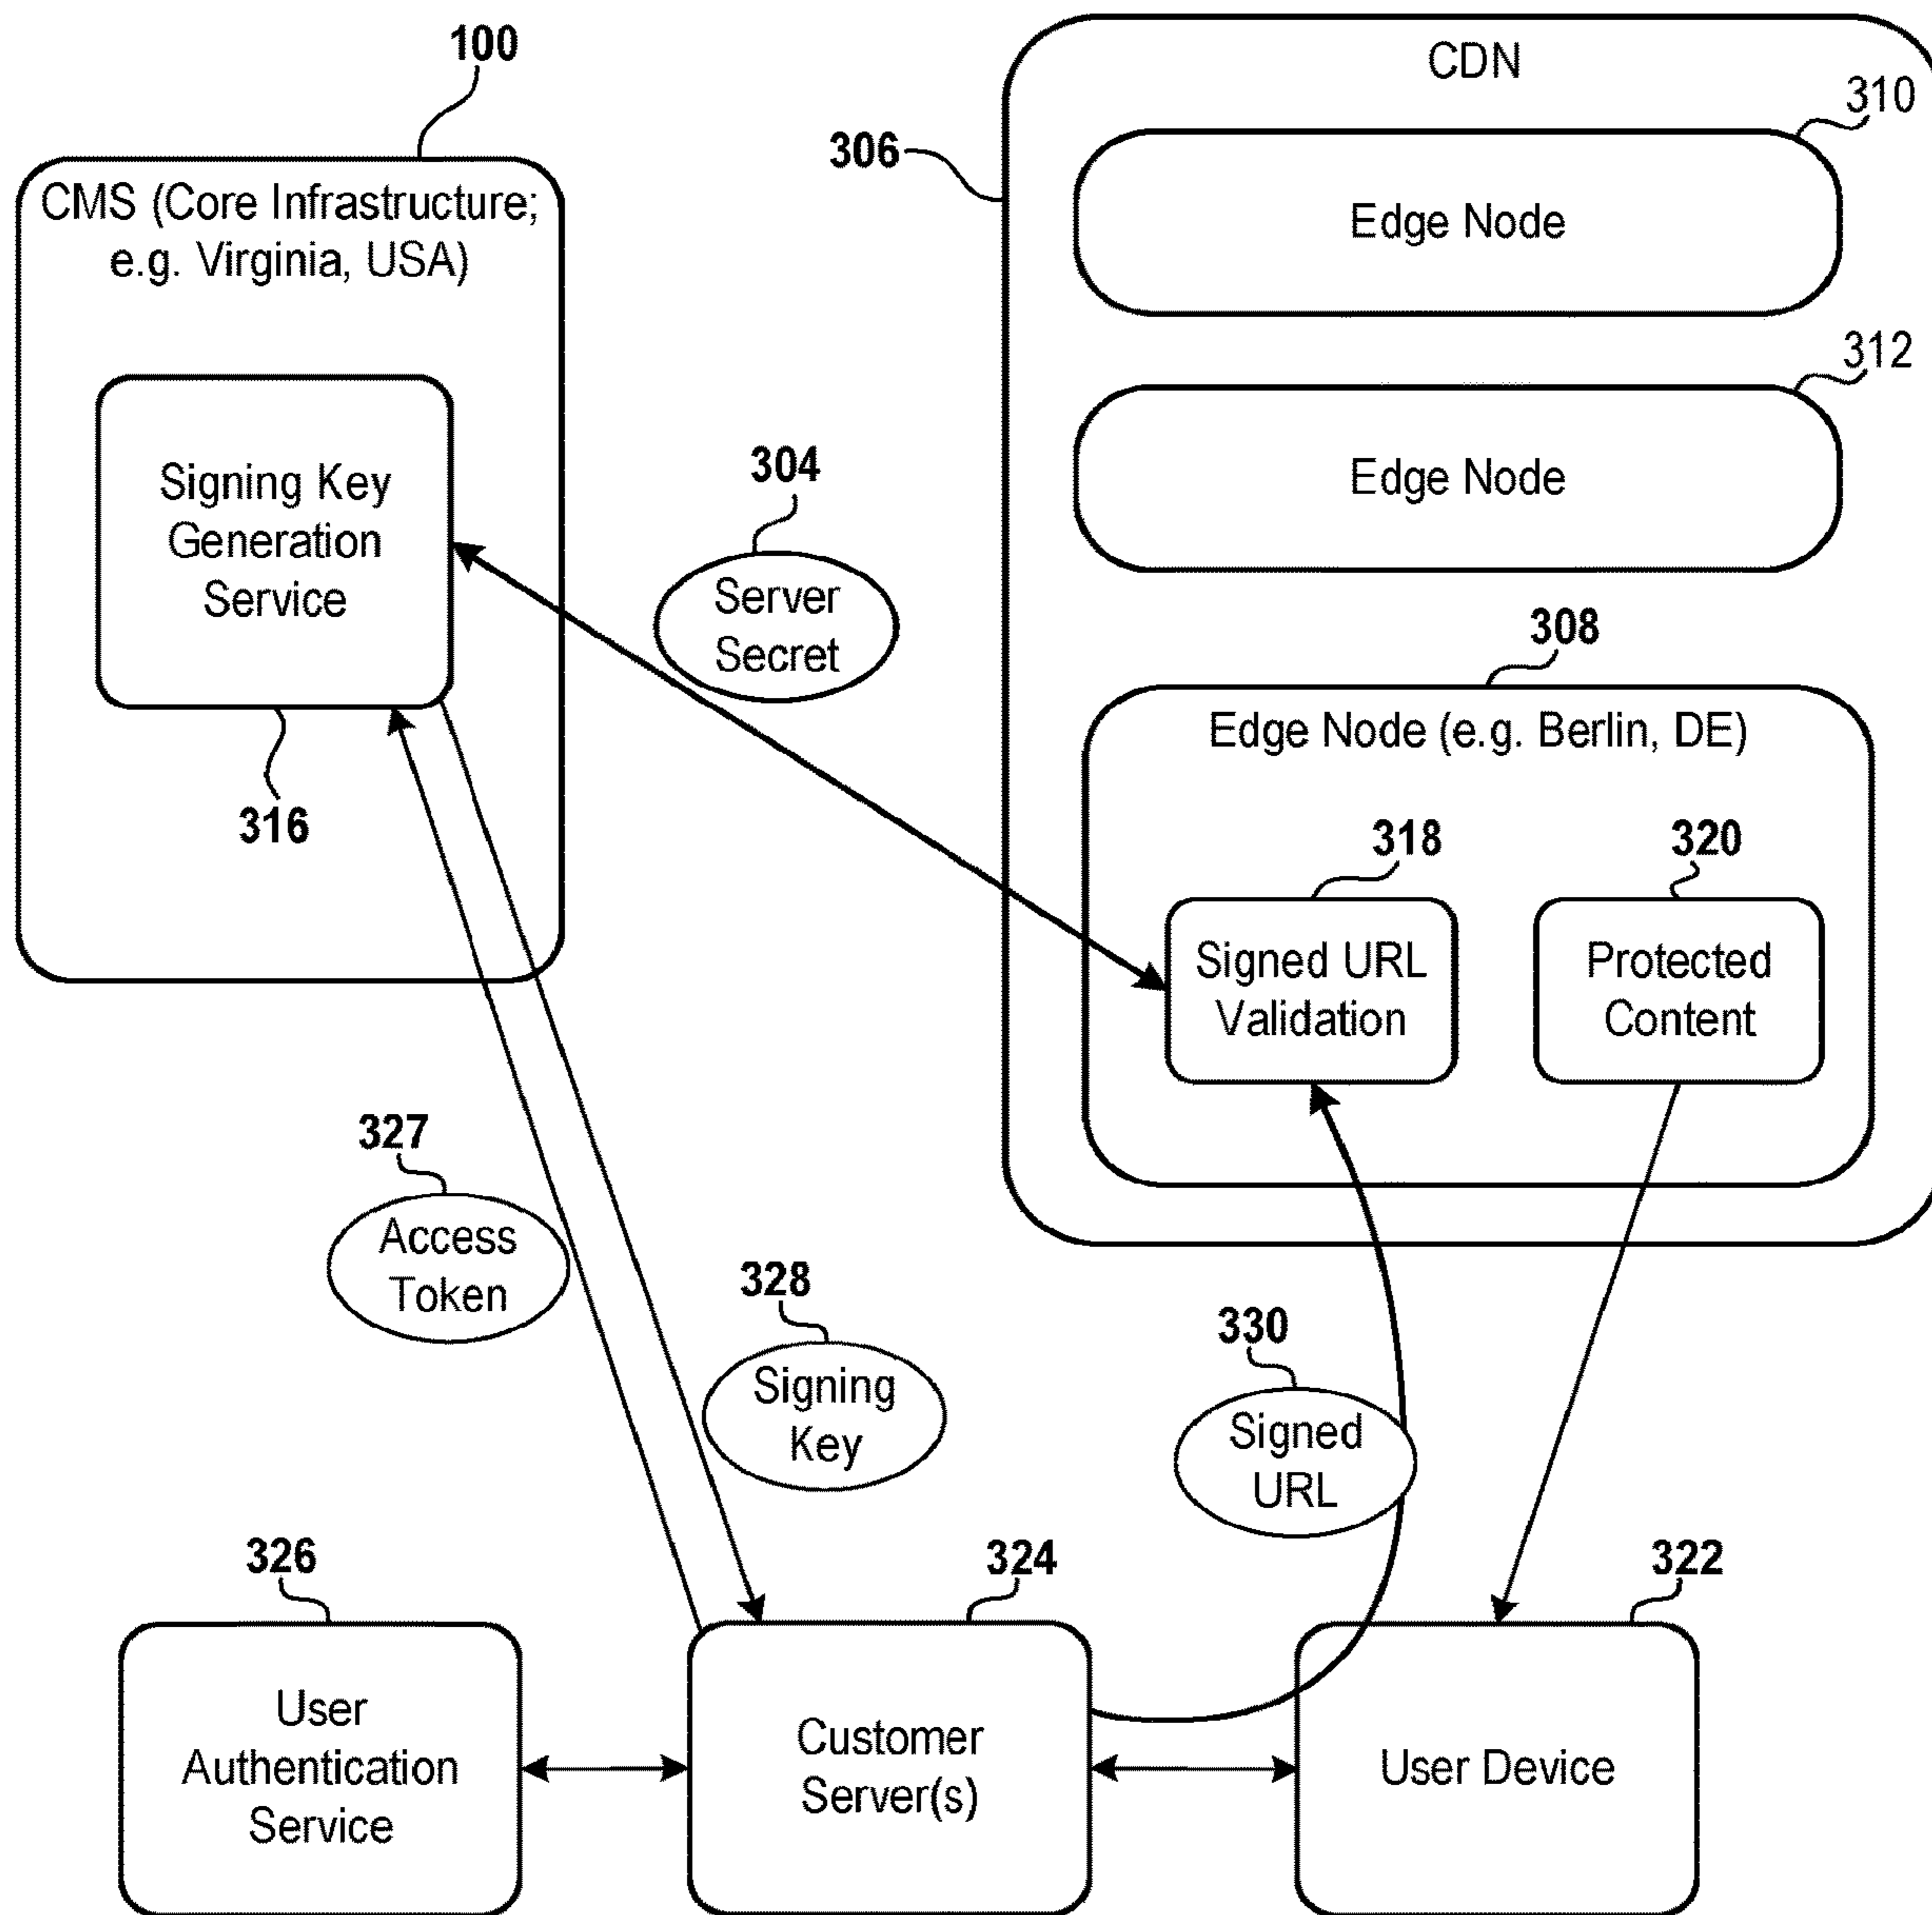 100
CDN
310
306
CMS (Core Infrastructure;
e.g. Virginia, USA)
Edge Node
312
Signing Key
Generation
Service
304
Edge Node
Server
Secret
308
Edge Node (e.g. Berlin, DE)
316
318
320
Signed URL
Validation
Protected
Content
327
Access
Token
328
Signing
Key
330
Signed
URL
326
324
322
User
Authentication
Service
Customer
Server(s)
User Device